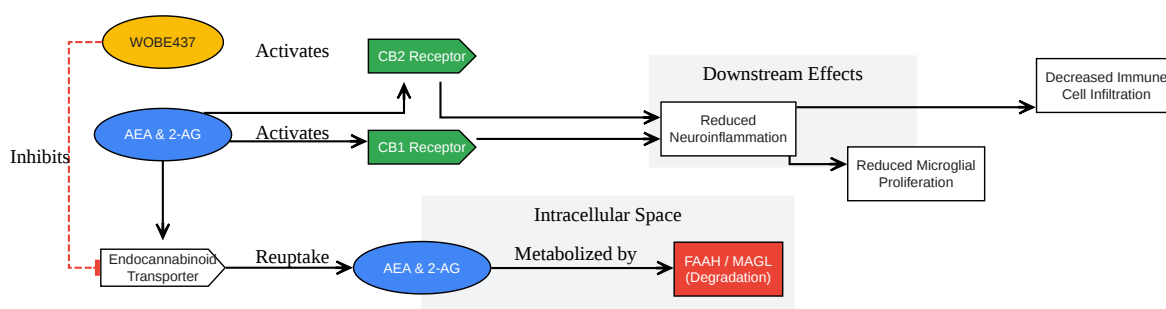 WOBE437
Activates
CB2 Receptor
Downstream Effects
Decreased Immune
Cell Infiltration
AEA & 2-AG
Activates
CB1 Receptor
Reduced
Neuroinflammation
Inhibits
Reduced Microglial
Proliferation
Intracellular Space
Endocannabinoid
Transporter
Reuptake
AEA & 2-AG
Metabolized by
FAAH / MAGL
(Degradation)